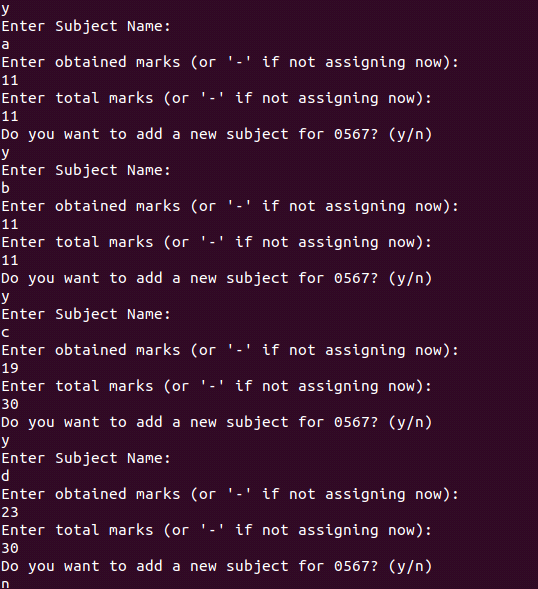 y
Enter Subject Name:
a
Enter obtained marks (or '-' if not assigning now):
11
Enter total marks (or '-' if not assigning now):
11
Do you want to add a new subject for 0567? (y/n)
y
Enter Subject Name:
b
Enter obtained marks (or '-' if not assigning now):
11
Enter total marks (or '-' if not assigning now):
11
Do you want to add a new subject for 0567? (y/n)
y
Enter Subject Name:
c
Enter obtained marks (or '-' if not assigning now):
19
Enter total marks (or '-' if not assigning now):
30
Do you want to add a new subject for 0567? (y/n)
y
Enter Subject Name:
d
Enter obtained marks (or '-' if not assigning now):
23
Enter total marks (or '-' if not assigning now):
30
Do you want to add a new subject for 0567? (y/n)
n